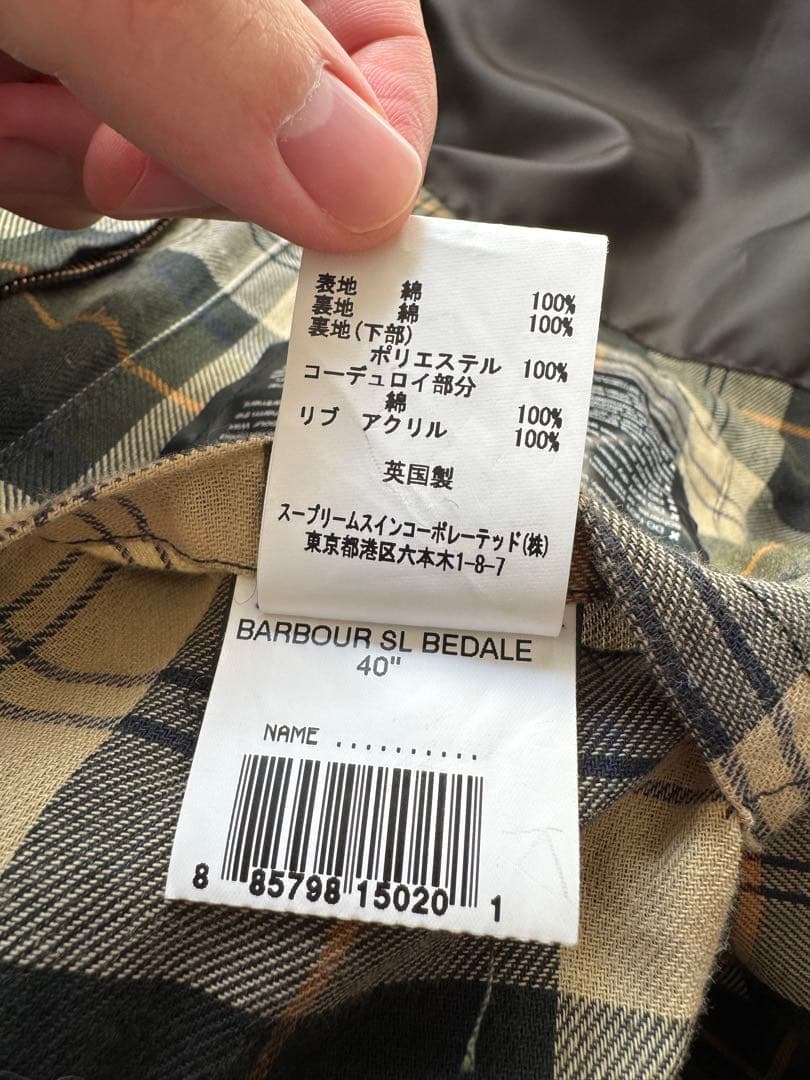 表地 綿 100%
裏地 綿 100%
裏地(下部)
ポリエステル 100%
コーデュロイ部分
綿 100%
リブ アクリル 100%
英国製
スープリームスインコーポレーテッド(株)
東京都港区六本木1-8-7
BARBOUR SL BEDALE
40"
NAME ..........
8 85798 15020 1